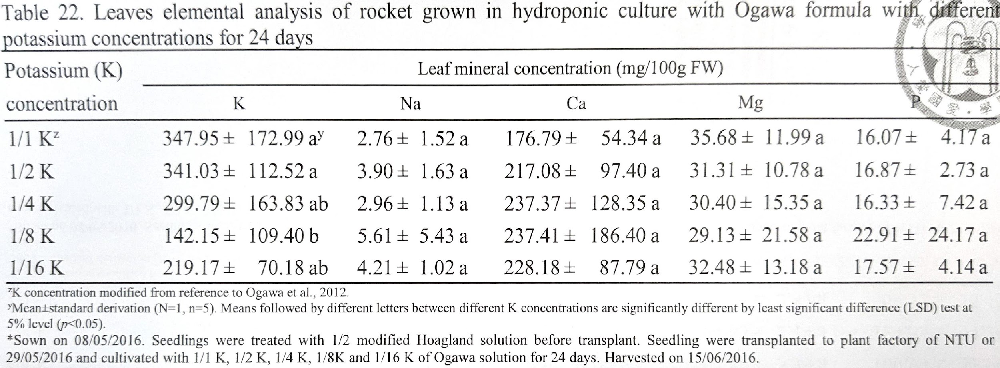 Table 22. Leaves elemental analysis of rocket grown in hydroponic culture with Ogawa formula with different
potassium concentrations for 24 days
Potassium (K) Leaf mineral concentration (mg/100g FW)
concentration K Na Ca Mg P
1/1 Kᶻ 347.95 ± 172.99 aʸ 2.76 ± 1.52 a 176.79 ± 54.34 a 35.68 ± 11.99 a 16.07 ± 4.17 a
1/2 K 341.03 ± 112.52 a 3.90 ± 1.63 a 217.08 ± 97.40 a 31.31 ± 10.78 a 16.87 ± 2.73 a
1/4 K 299.79 ± 163.83 ab 2.96 ± 1.13 a 237.37 ± 128.35 a 30.40 ± 15.35 a 16.33 ± 7.42 a
1/8 K 142.15 ± 109.40 b 5.61 ± 5.43 a 237.41 ± 186.40 a 29.13 ± 21.58 a 22.91 ± 24.17 a
1/16 K 219.17 ± 70.18 ab 4.21 ± 1.02 a 228.18 ± 87.79 a 32.48 ± 13.18 a 17.57 ± 4.14 a
ᶻK concentration modified from reference to Ogawa et al., 2012.
ʸMean±standard derivation (N=1, n=5). Means followed by different letters between different K concentrations are significantly different by least significant difference (LSD) test at
5% level (p<0.05).
*Sown on 08/05/2016. Seedlings were treated with 1/2 modified Hoagland solution before transplant. Seedling were transplanted to plant factory of NTU on
29/05/2016 and cultivated with 1/1 K, 1/2 K, 1/4 K, 1/8K and 1/16 K of Ogawa solution for 24 days. Harvested on 15/06/2016.